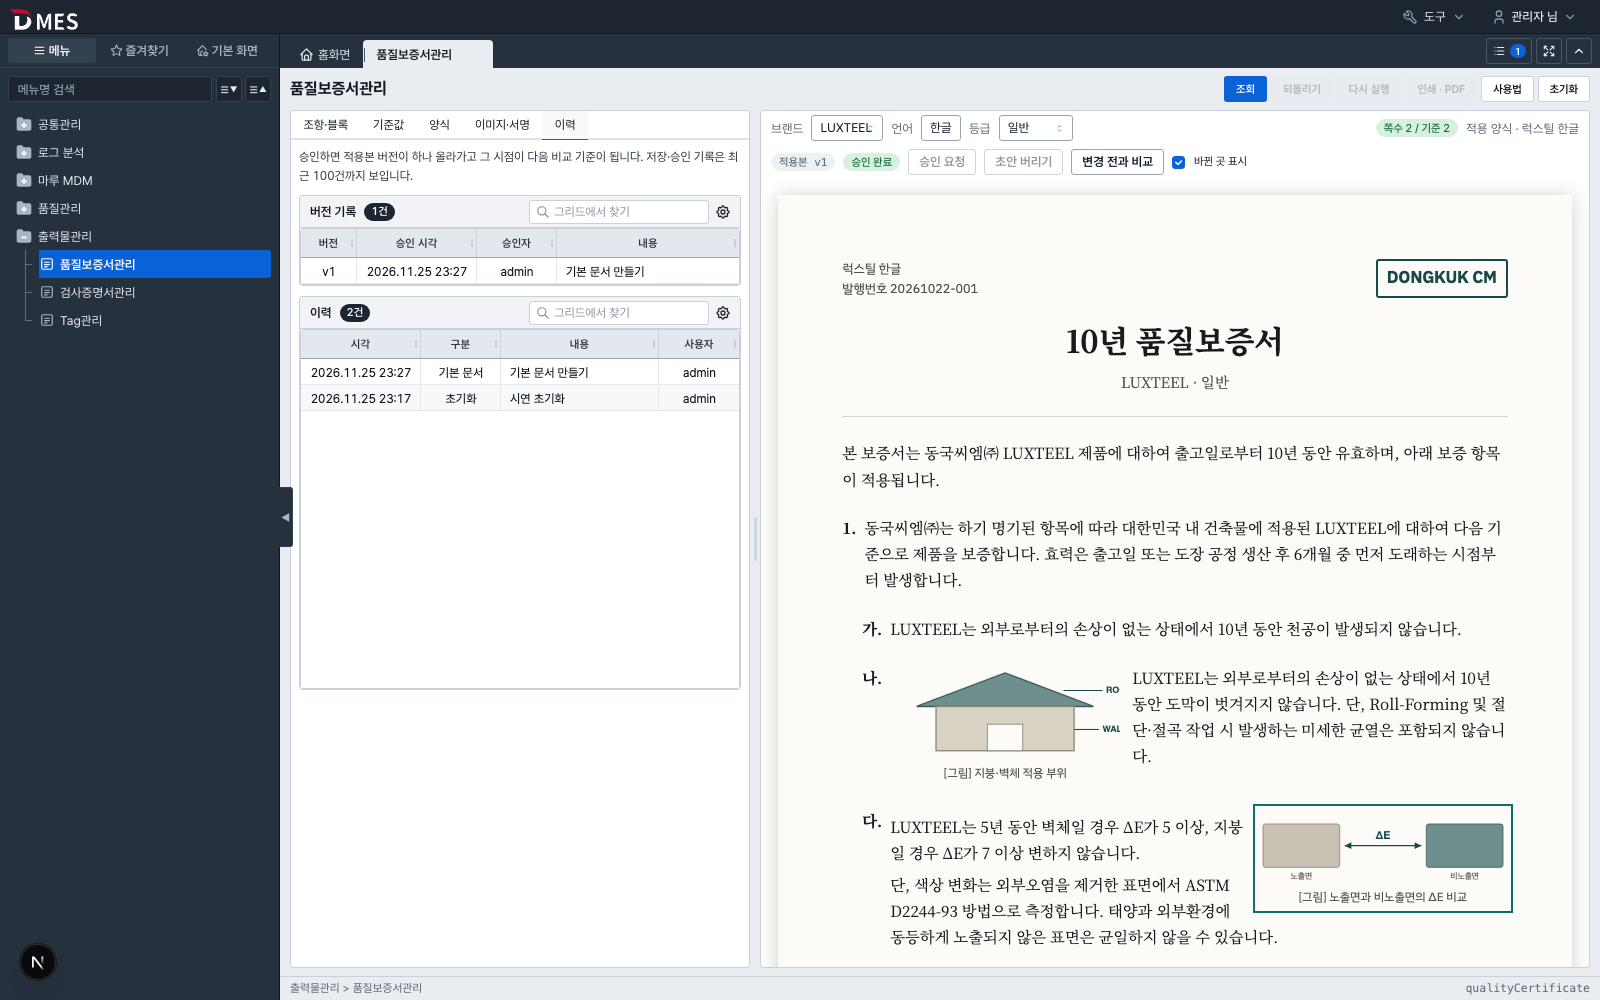 DMES
도구
관리자 님
메뉴
즐겨찾기
기본 화면
홈화면
품질보증서관리
1
메뉴명 검색
공통관리
로그 분석
마루 MDM
품질관리
출력물관리
품질보증서관리
검사증명서관리
Tag관리
품질보증서관리
조회
되돌리기
다시 실행
인쇄 · PDF
사용법
초기화
조항·블록
기준값
양식
이미지·서명
이력
승인하면 적용본 버전이 하나 올라가고 그 시점이 다음 비교 기준이 됩니다. 저장·승인 기록은 최
근 100건까지 보입니다.
버전 기록
1건
그리드에서 찾기
버전
승인 시각
승인자
내용
v1
2026.11.25 23:27
admin
기본 문서 만들기
이력
2건
그리드에서 찾기
시각
구분
내용
사용자
2026.11.25 23:27
기본 문서
기본 문서 만들기
admin
2026.11.25 23:17
초기화
시연 초기화
admin
브랜드
LUXTEEL
언어
한글
등급
일반
쪽수 2 / 기준 2
적용 양식 · 럭스틸 한글
적용본 v1
승인 완료
승인 요청
초안 버리기
변경 전과 비교
바뀐 곳 표시
럭스틸 한글
발행번호 20261022-001
DONGKUK CM
10년 품질보증서
LUXTEEL · 일반
본 보증서는 동국씨엠㈜ LUXTEEL 제품에 대하여 출고일로부터 10년 동안 유효하며, 아래 보증 항목
이 적용됩니다.
1. 동국씨엠㈜는 하기 명기된 항목에 따라 대한민국 내 건축물에 적용된 LUXTEEL에 대하여 다음 기
준으로 제품을 보증합니다. 효력은 출고일 또는 도장 공정 생산 후 6개월 중 먼저 도래하는 시점부
터 발생합니다.
가. LUXTEEL는 외부로부터의 손상이 없는 상태에서 10년 동안 천공이 발생되지 않습니다.
나.
RO
WAL
[그림] 지붕·벽체 적용 부위
LUXTEEL는 외부로부터의 손상이 없는 상태에서 10년
동안 도막이 벗겨지지 않습니다. 단, Roll-Forming 및 절
단·절곡 작업 시 발생하는 미세한 균열은 포함되지 않습니
다.
다. LUXTEEL는 5년 동안 벽체일 경우 ΔE가 5 이상, 지붕
일 경우 ΔE가 7 이상 변하지 않습니다.
단, 색상 변화는 외부오염을 제거한 표면에서 ASTM
D2244-93 방법으로 측정합니다. 태양과 외부환경에
동등하게 노출되지 않은 표면은 균일하지 않을 수 있습니다.
ΔE
노출면
비노출면
[그림] 노출면과 비노출면의 ΔE 비교
N
출력물관리 > 품질보증서관리
qualityCertificate